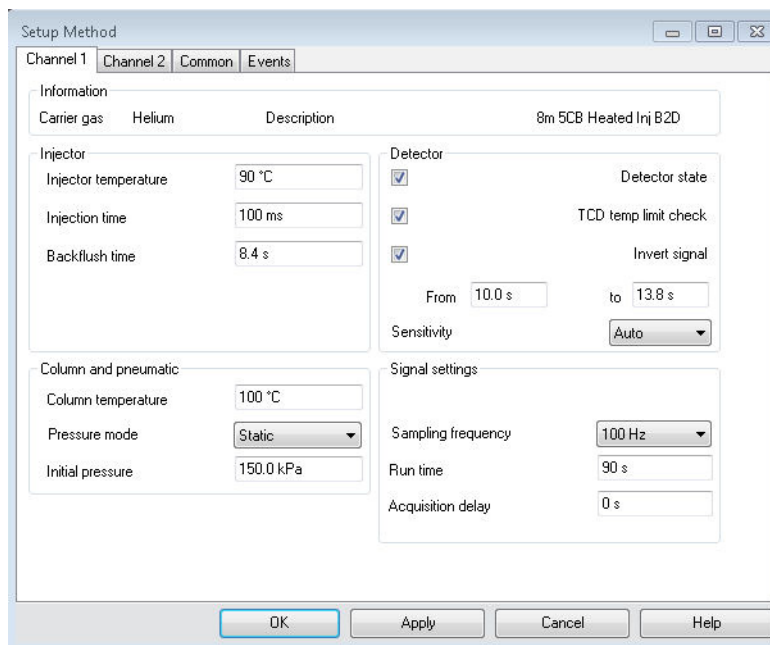 Setup Method
Channel 1 Channel 2 Common Events
Information
Carrier gas Helium Description 8m 5CB Heated Inj B2D
Injector
Injector temperature 90 °C
Injection time 100 ms
Backflush time 8.4 s
Detector
Detector state
TCD temp limit check
Invert signal
From 10.0 s to 13.8 s
Sensitivity Auto
Column and pneumatic
Column temperature 100 °C
Pressure mode Static
Initial pressure 150.0 kPa
Signal settings
Sampling frequency 100 Hz
Run time 90 s
Acquisition delay 0 s
OK Apply Cancel Help